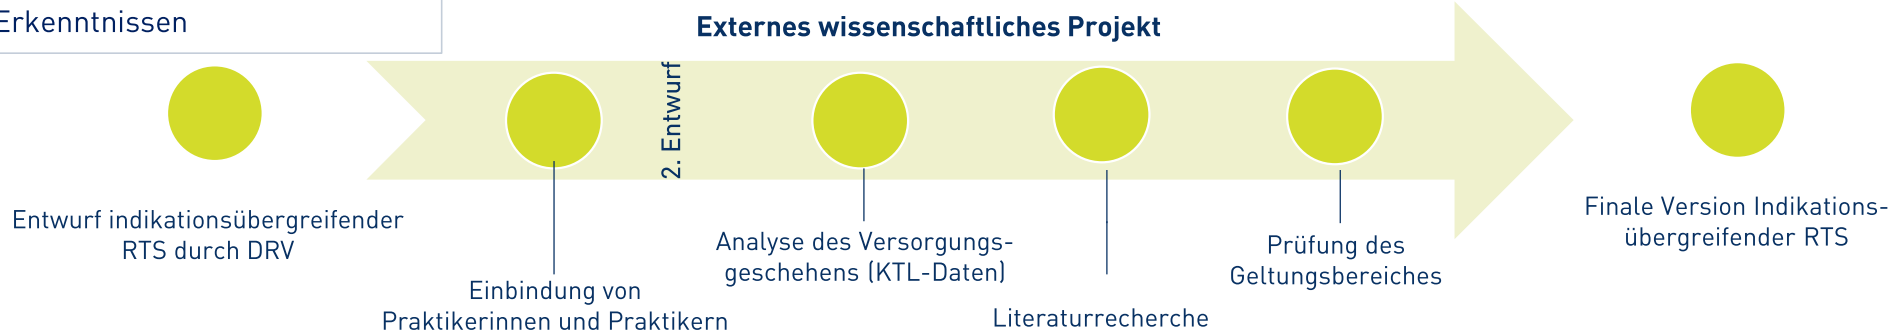 Erkenntnissen
Externes wissenschaftliches Projekt
2. Entwurf
Entwurf indikationsübergreifender
RTS durch DRV
Einbindung von
Praktikerinnen und Praktikern
Analyse des Versorgungs-
geschehens (KTL-Daten)
Literaturrecherche
Prüfung des
Geltungsbereiches
Finale Version Indikations-
übergreifender RTS